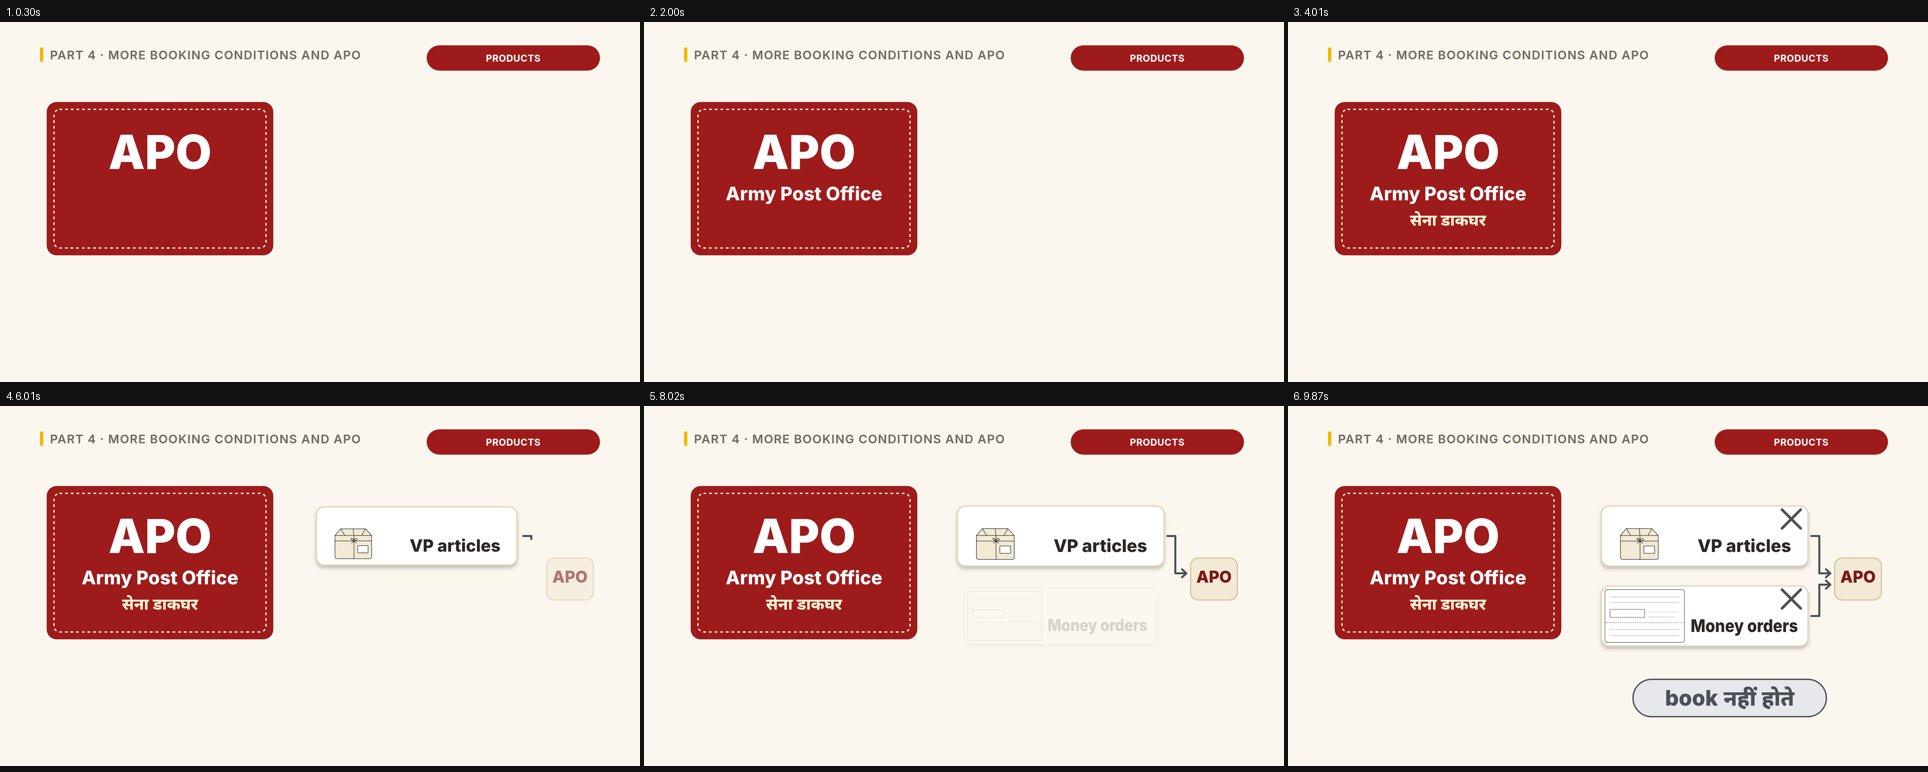 1. 0.30s
PART 4 · MORE BOOKING CONDITIONS AND APO
PRODUCTS
APO
2. 2.00s
PART 4 · MORE BOOKING CONDITIONS AND APO
PRODUCTS
APO
Army Post Office
3. 4.01s
PART 4 · MORE BOOKING CONDITIONS AND APO
PRODUCTS
APO
Army Post Office
सेना डाकघर
4. 6.01s
PART 4 · MORE BOOKING CONDITIONS AND APO
PRODUCTS
APO
Army Post Office
सेना डाकघर
VP articles
APO
5. 8.02s
PART 4 · MORE BOOKING CONDITIONS AND APO
PRODUCTS
APO
Army Post Office
सेना डाकघर
VP articles
APO
Money orders
6. 9.87s
PART 4 · MORE BOOKING CONDITIONS AND APO
PRODUCTS
APO
Army Post Office
सेना डाकघर
VP articles
APO
Money orders
book नहीं होते